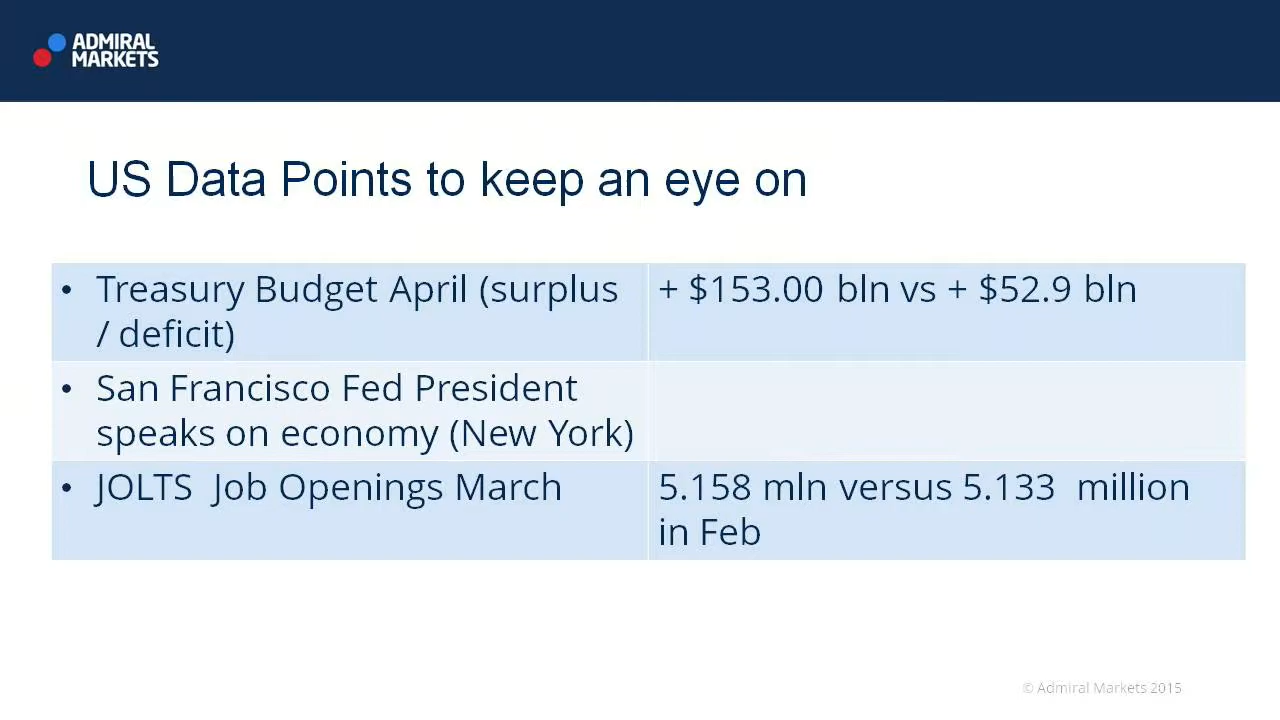 ADMIRAL
MARKETS
US Data Points to keep an eye on
• Treasury Budget April (surplus
/ deficit)
+ $153.00 bln vs + $52.9 bln
• San Francisco Fed President
speaks on economy (New York)
• JOLTS  Job Openings March
5.158 mln versus 5.133  million
in Feb
© Admiral Markets 2015